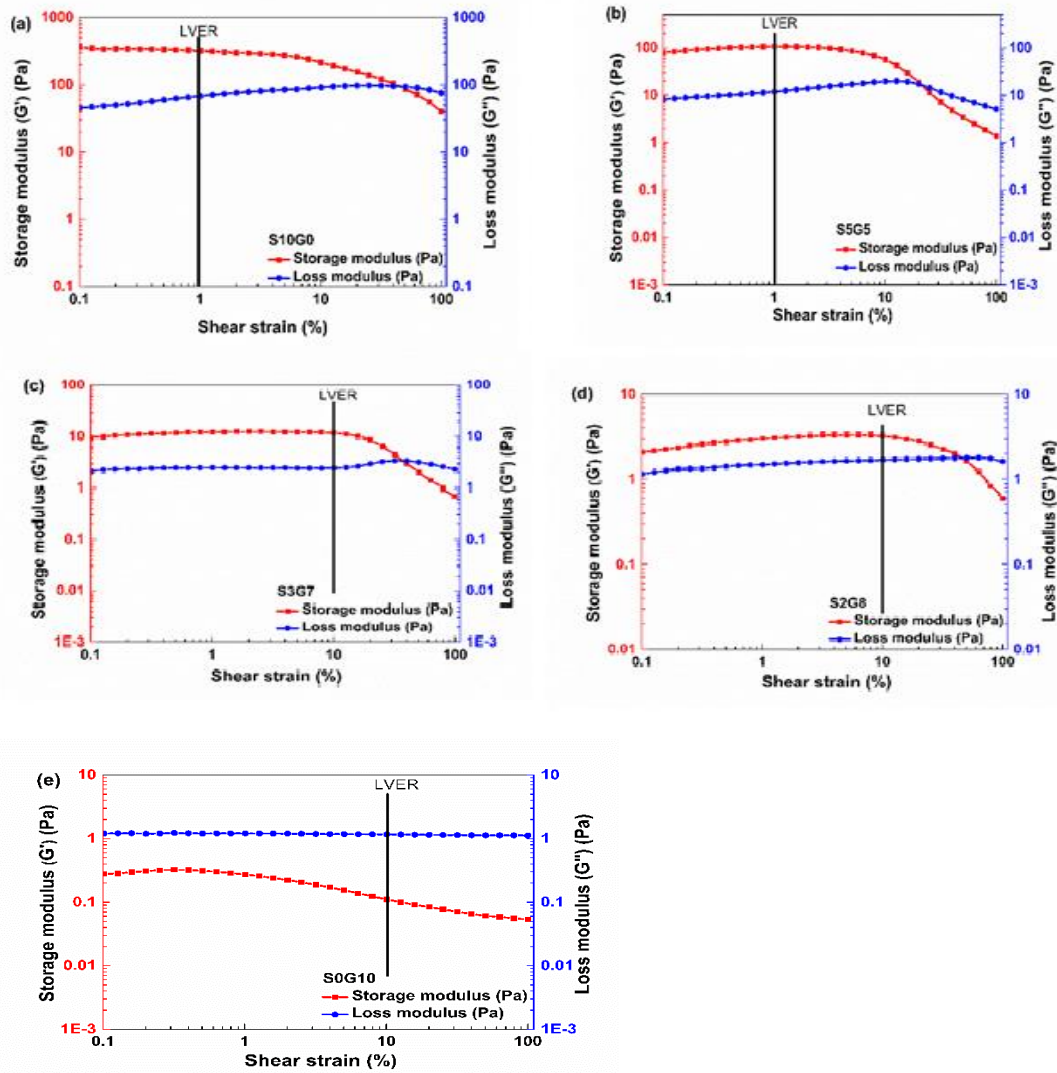 (a)
LVER
1000
100
10
1
0.1
Storage modulus (G') (Pa)
1000
100
10
1
0.1
Loss modulus (G'') (Pa)
S10G0
Storage modulus (Pa)
Loss modulus (Pa)
0.1 1 10 100
Shear strain (%)
(b)
LVER
100
10
1
0.1
0.01
1E-3
Storage modulus (G') (Pa)
100
10
1
0.1
0.01
1E-3
Loss modulus (G'') (Pa)
S5G5
Storage modulus (Pa)
Loss modulus (Pa)
0.1 1 10 100
Shear strain (%)
(c)
LVER
100
10
1
0.1
0.01
1E-3
Storage modulus (G') (Pa)
100
10
1
0.1
0.01
1E-3
Loss modulus (G'') (Pa)
S3G7
Storage modulus (Pa)
Loss modulus (Pa)
0.1 1 10 100
Shear strain (%)
(d)
LVER
10
1
0.1
0.01
Storage modulus (G') (Pa)
10
1
0.1
0.01
Loss modulus (G'') (Pa)
S2G8
Storage modulus (Pa)
Loss modulus (Pa)
0.1 1 10 100
Shear strain (%)
(e)
LVER
10
1
0.1
0.01
1E-3
Storage modulus (G') (Pa)
10
1
0.1
0.01
1E-3
Loss modulus (G'') (Pa)
S0G10
Storage modulus (Pa)
Loss modulus (Pa)
0.1 1 10 100
Shear strain (%)